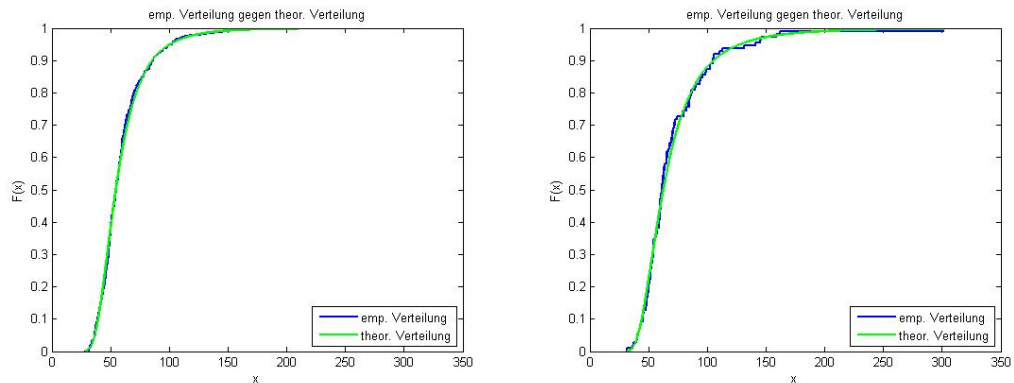 emp. Verteilung gegen theor. Verteilung
1
0.9
0.8
0.7
0.6
0.5
0.4
0.3
0.2
0.1
0
F(x)
0 50 100 150 200 250 300 350
x
emp. Verteilung
theor. Verteilung
emp. Verteilung gegen theor. Verteilung
1
0.9
0.8
0.7
0.6
0.5
0.4
0.3
0.2
0.1
0
F(x)
0 50 100 150 200 250 300 350
x
emp. Verteilung
theor. Verteilung